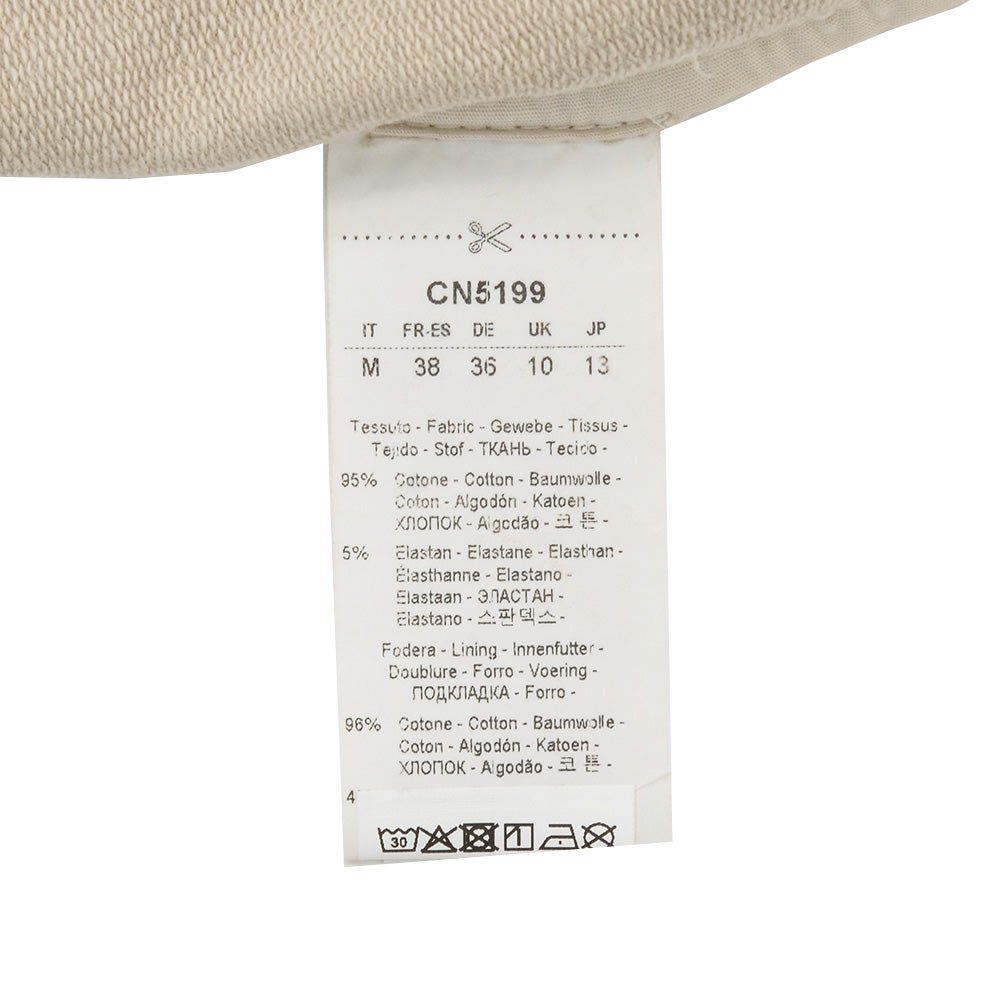 CN5199
IT FR-ES DE UK JP
M 38 36 10 13
Tessuto - Fabric - Gewebe - Tissus -
Tejido - Stof - ТКАНЬ - Tecido -
95% Cotone - Cotton - Baumwolle -
Coton - Algodón - Katoen -
ХЛОПОК - Algodão - 코 튼 -
5% Elastan - Elastane - Elasthan -
Élasthanne - Elastano -
Elastaan - ЭЛАСТАН -
Elastano - 스판덱스 -
Fodera - Lining - Innenfutter -
Doublure - Forro - Voering -
ПОДКЛАДКА - Forro -
96% Cotone - Cotton - Baumwolle -
Coton - Algodón - Katoen -
ХЛОПОК - Algodão - 코 튼 -
4
30